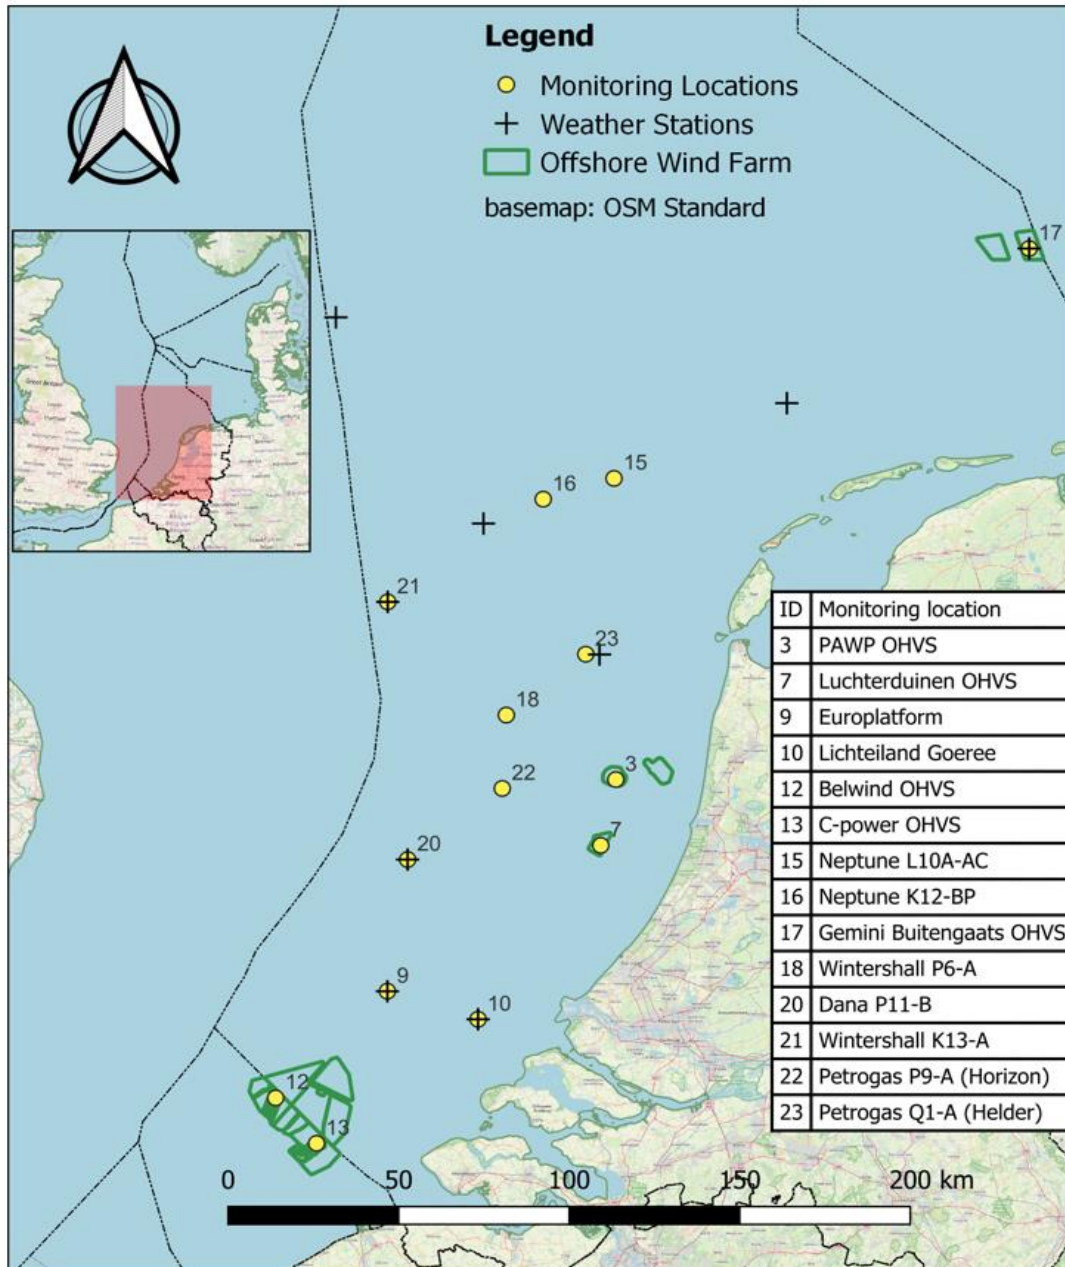 Legend
Monitoring Locations
Weather Stations
Offshore Wind Farm
basemap: OSM Standard
17
Great Britain
15
16
21
23
18
3
22
7
20
9
10
12
13
ID Monitoring location
3 PAWP OHVS
7 Luchterduinen OHVS
9 Europlatform
10 Lichteiland Goeree
12 Belwind OHVS
13 C-power OHVS
15 Neptune L10A-AC
16 Neptune K12-BP
17 Gemini Buitengaats OHVS
18 Wintershall P6-A
20 Dana P11-B
21 Wintershall K13-A
22 Petrogas P9-A (Horizon)
23 Petrogas Q1-A (Helder)
0 50 100 150 200 km